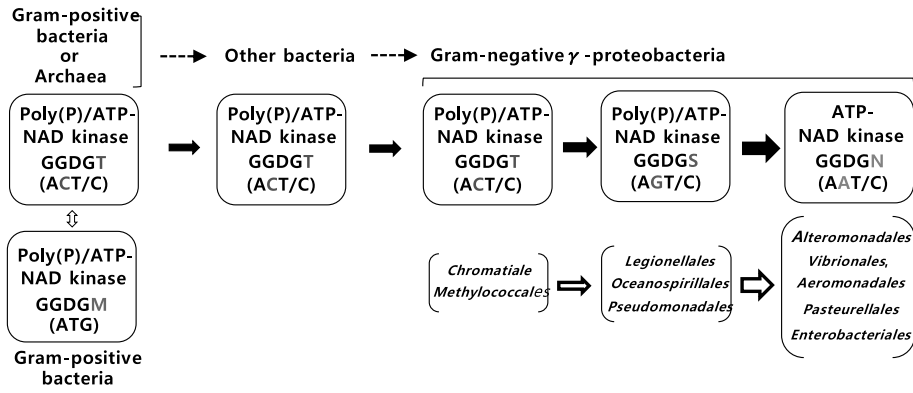 Gram-positive
bacteria
or
Archaea
Other bacteria
Gram-negative γ-proteobacteria
Poly(P)/ATP-
NAD kinase
GGDGT
(ACT/C)
Poly(P)/ATP-
NAD kinase
GGDGT
(ACT/C)
Poly(P)/ATP-
NAD kinase
GGDGT
(ACT/C)
Poly(P)/ATP-
NAD kinase
GGDGS
(AGT/C)
ATP-
NAD kinase
GGDGN
(AAT/C)
Poly(P)/ATP-
NAD kinase
GGDGM
(ATG)
Gram-positive
bacteria
Chromatiale
Methylococcales
Legionellales
Oceanospirillales
Pseudomonadales
Alteromonadales
Vibrionales,
Aeromonadales
Pasteurellales
Enterobacteriales